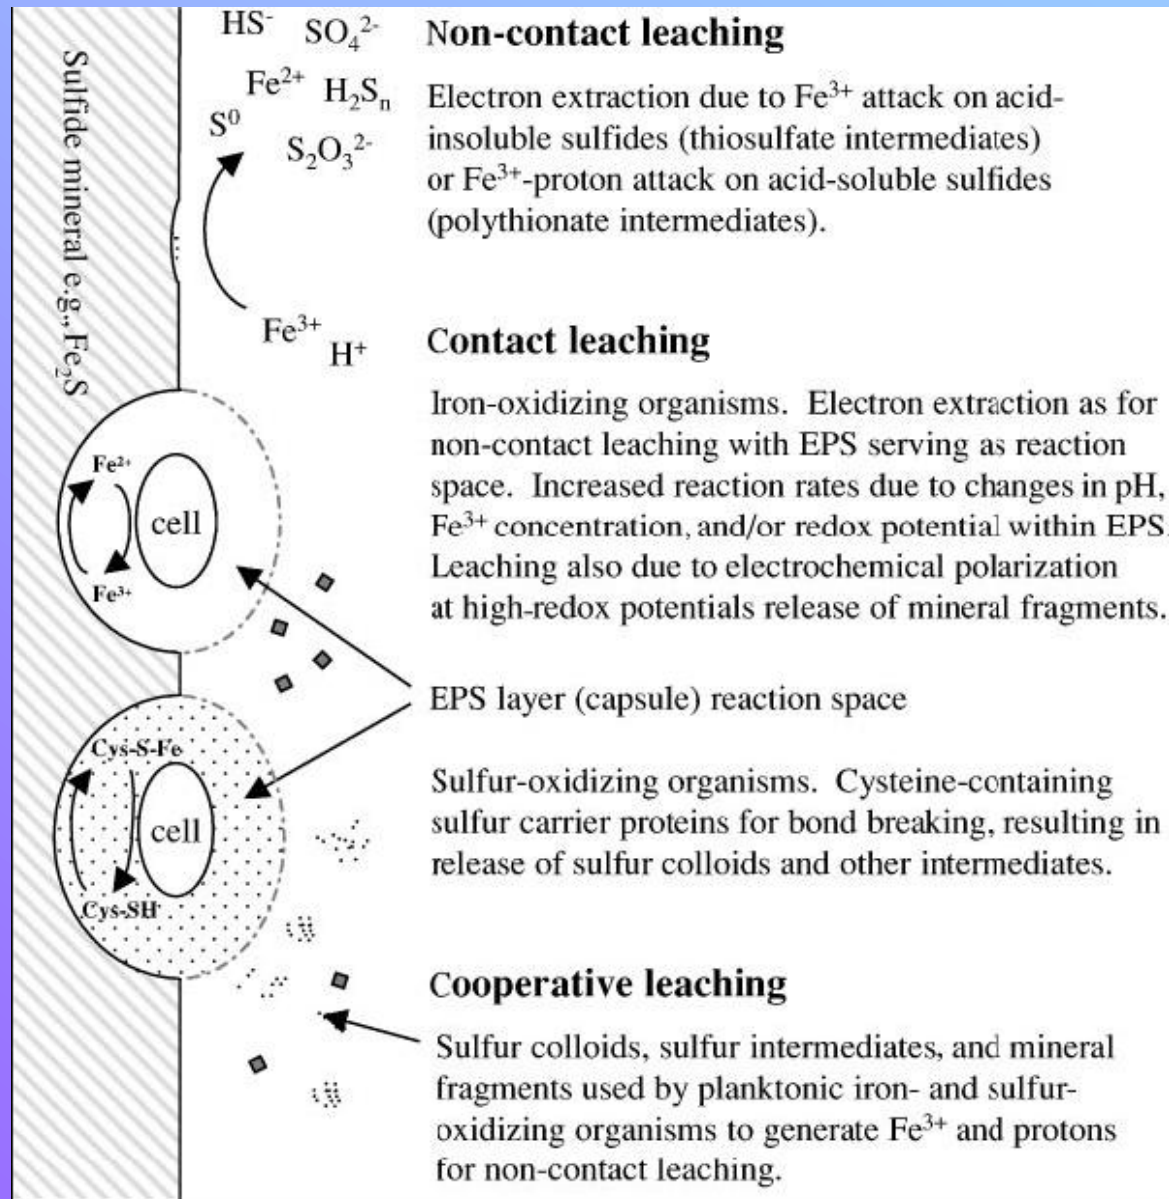 HS⁻ SO₄²⁻
Fe²⁺ H₂Sₙ
S⁰
S₂O₃²⁻
Fe³⁺
H⁺
Sulfide mineral e.g., Fe₂S
Non-contact leaching
Electron extraction due to Fe³⁺ attack on acid-
insoluble sulfides (thiosulfate intermediates)
or Fe³⁺-proton attack on acid-soluble sulfides
(polythionate intermediates).
Contact leaching
Iron-oxidizing organisms. Electron extraction as for
non-contact leaching with EPS serving as reaction
space. Increased reaction rates due to changes in pH,
Fe³⁺ concentration, and/or redox potential within EPS.
Leaching also due to electrochemical polarization
at high-redox potentials release of mineral fragments.
Fe²⁺
cell
Fe³⁺
EPS layer (capsule) reaction space
Cys-S-Fe
cell
Cys-SH
Sulfur-oxidizing organisms. Cysteine-containing
sulfur carrier proteins for bond breaking, resulting in
release of sulfur colloids and other intermediates.
Cooperative leaching
Sulfur colloids, sulfur intermediates, and mineral
fragments used by planktonic iron- and sulfur-
oxidizing organisms to generate Fe³⁺ and protons
for non-contact leaching.